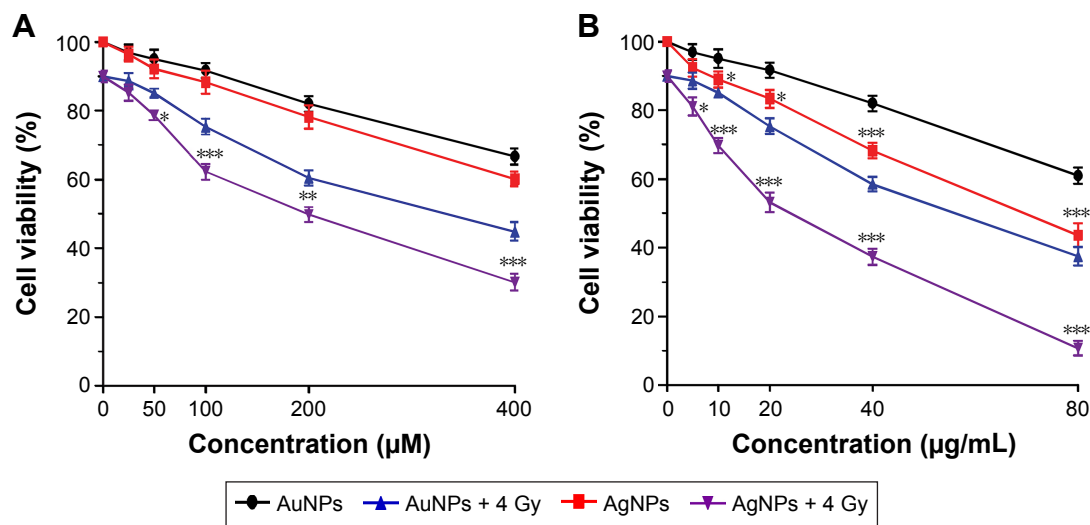 A
Cell viability (%)
100
80
60
40
20
0
*
***
**
***
0 50 100 200 400
Concentration (µM)
B
Cell viability (%)
100
80
60
40
20
0
*
*
***
***
*
***
***
***
***
0 10 20 40 80
Concentration (µg/mL)
AuNPs AuNPs + 4 Gy AgNPs AgNPs + 4 Gy